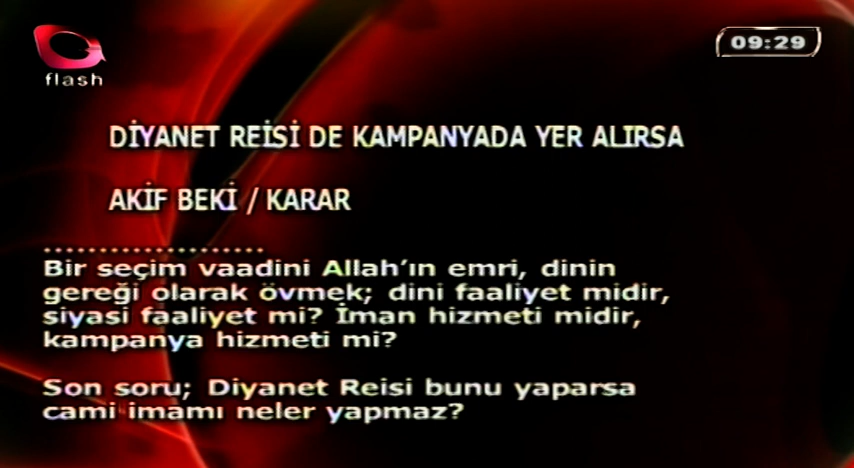 flash
09:29
DİYANET REİSİ DE KAMPANYADA YER ALIRSA
AKİF BEKİ / KARAR
....................
Bir seçim vaadini Allah'ın emri, dinin
gereği olarak övmek; dini faaliyet midir,
siyasi faaliyet mi? İman hizmeti midir,
kampanya hizmeti mi?
Son soru; Diyanet Reisi bunu yaparsa
cami imamı neler yapmaz?